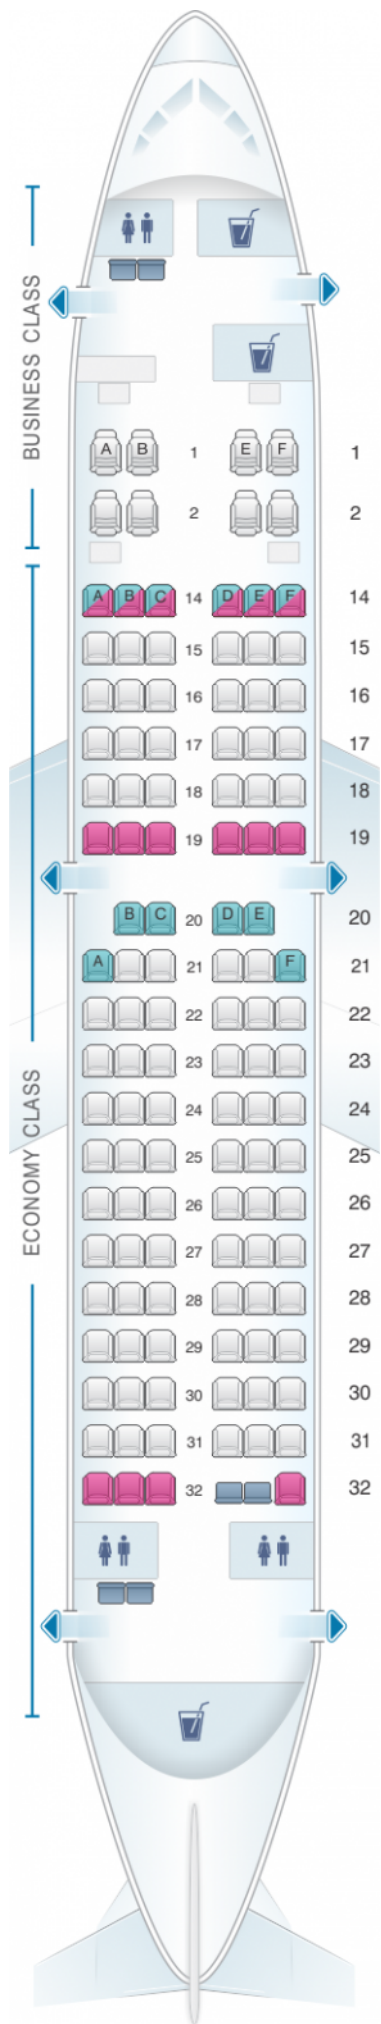 BUSINESS CLASS
A B 1 E F 1
2 2
A B C 14 D E F 14
15 15
16 16
17 17
18 18
19 19
B C 20 D E 20
A 21 F 21
22 22
23 23
24 24
25 25
ECONOMY CLASS
26 26
27 27
28 28
29 29
30 30
31 31
32 32